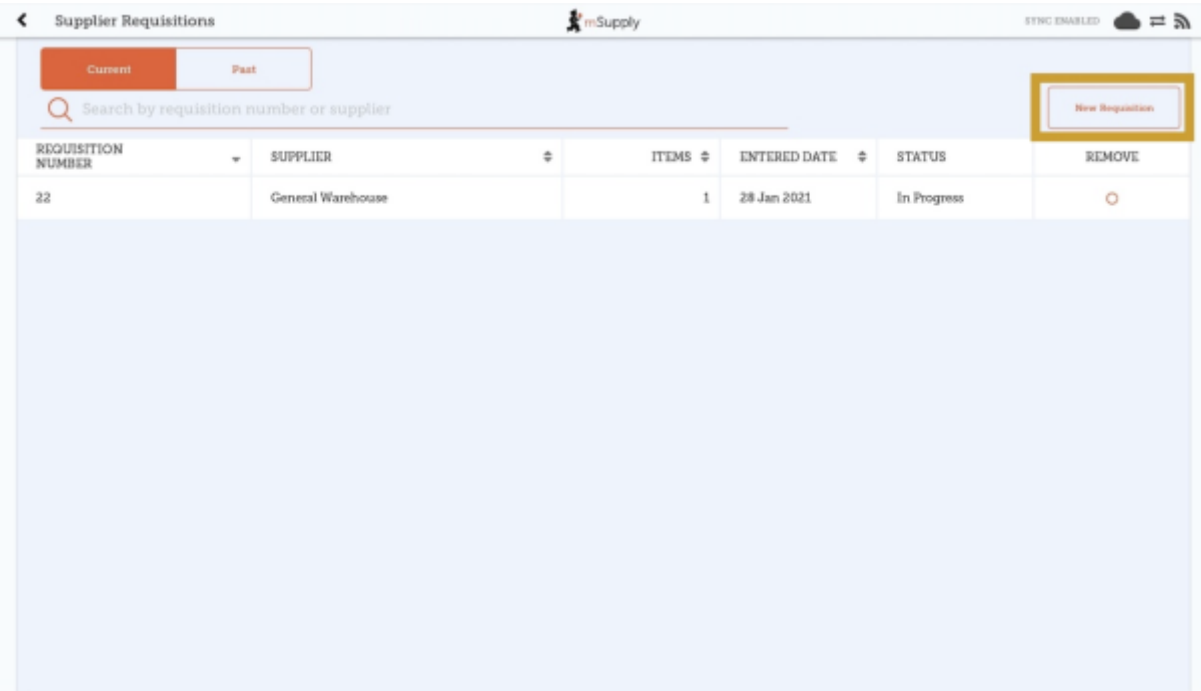 Supplier Requisitions
mSupply
SYNC ENABLED
Current
Past
Search by requisition number or supplier
New Requisition
REQUISITION
NUMBER
SUPPLIER
ITEMS
ENTERED DATE
STATUS
REMOVE
22
General Warehouse
1
28 Jan 2021
In Progress